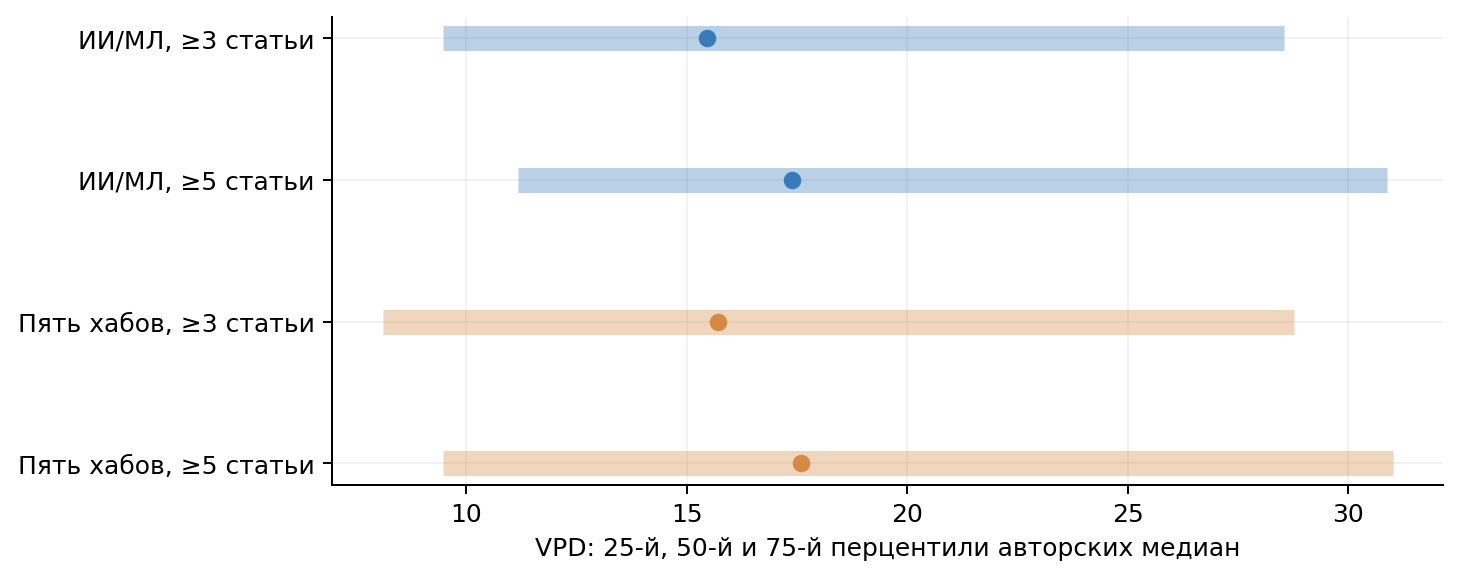 ИИ/МЛ, ≥3 статьи
ИИ/МЛ, ≥5 статьи
Пять хабов, ≥3 статьи
Пять хабов, ≥5 статьи
10 15 20 25 30
VPD: 25-й, 50-й и 75-й перцентили авторских медиан